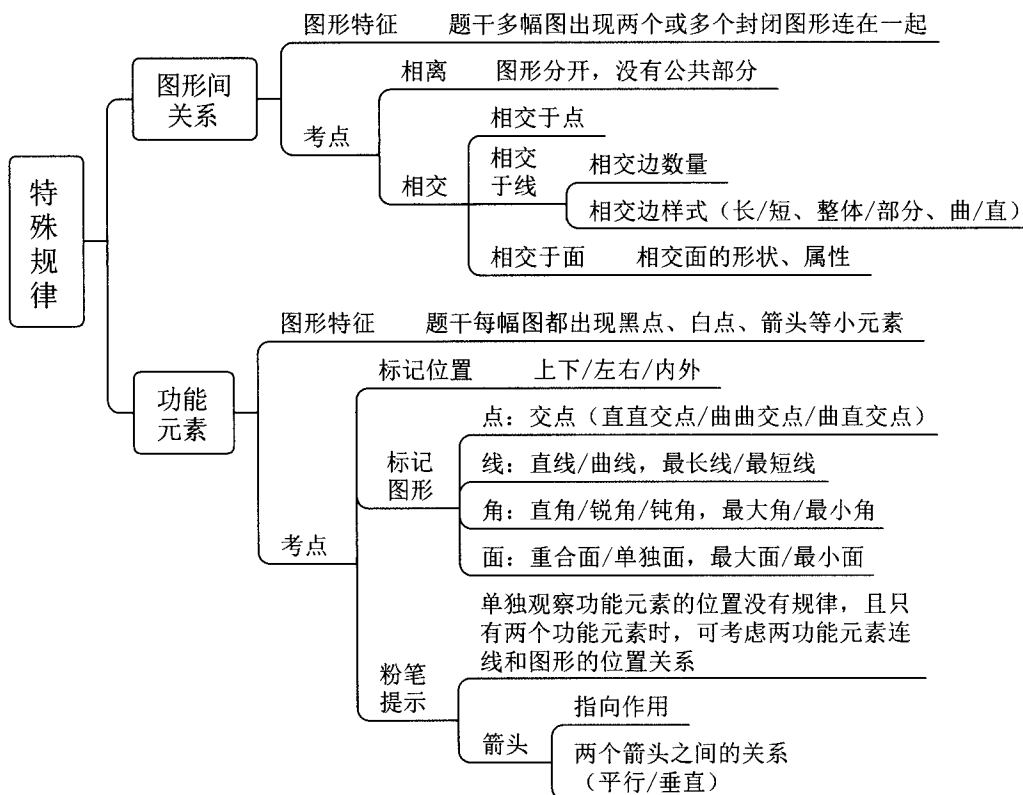 特殊规律
图形间
关系
图形特征 题干多幅图出现两个或多个封闭图形连在一起
考点
相离 图形分开，没有公共部分
相交
相交于点
相交
于线
相交边数量
相交边样式（长/短、整体/部分、曲/直）
相交于面 相交面的形状、属性
功能
元素
图形特征 题干每幅图都出现黑点、白点、箭头等小元素
考点
标记位置 上下/左右/内外
标记
图形
点：交点（直直交点/曲曲交点/曲直交点）
线：直线/曲线，最长线/最短线
角：直角/锐角/钝角，最大角/最小角
面：重合面/单独面，最大面/最小面
粉笔
提示
单独观察功能元素的位置没有规律，且只
有两个功能元素时，可考虑两功能元素连
线和图形的位置关系
箭头
指向作用
两个箭头之间的关系
（平行/垂直）